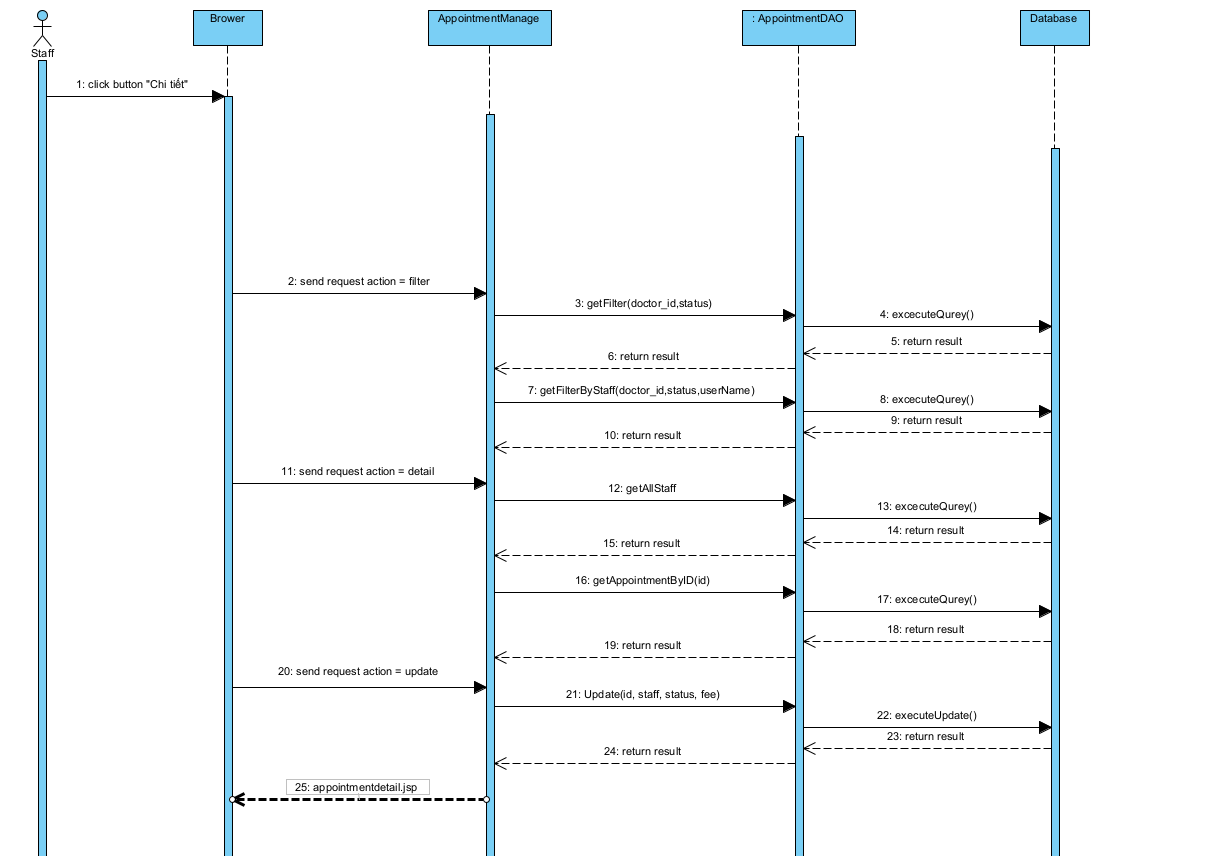 Staff
Brower
AppointmentManage
: AppointmentDAO
Database
1: click button "Chi tiết"
2: send request action = filter
3: getFilter(doctor_id,status)
4: excecuteQurey()
5: return result
6: return result
7: getFilterByStaff(doctor_id,status,userName)
8: excecuteQurey()
9: return result
10: return result
11: send request action = detail
12: getAllStaff
13: excecuteQurey()
14: return result
15: return result
16: getAppointmentByID(id)
17: excecuteQurey()
18: return result
19: return result
20: send request action = update
21: Update(id, staff, status, fee)
22: executeUpdate()
23: return result
24: return result
25: appointmentdetail.jsp